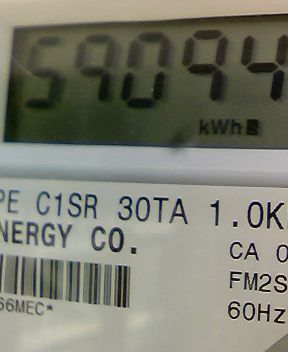 59094
kWh
PE C1SR 30TA 1.0K
NERGY CO.
CA 0
FM2S
66MEC*
60Hz